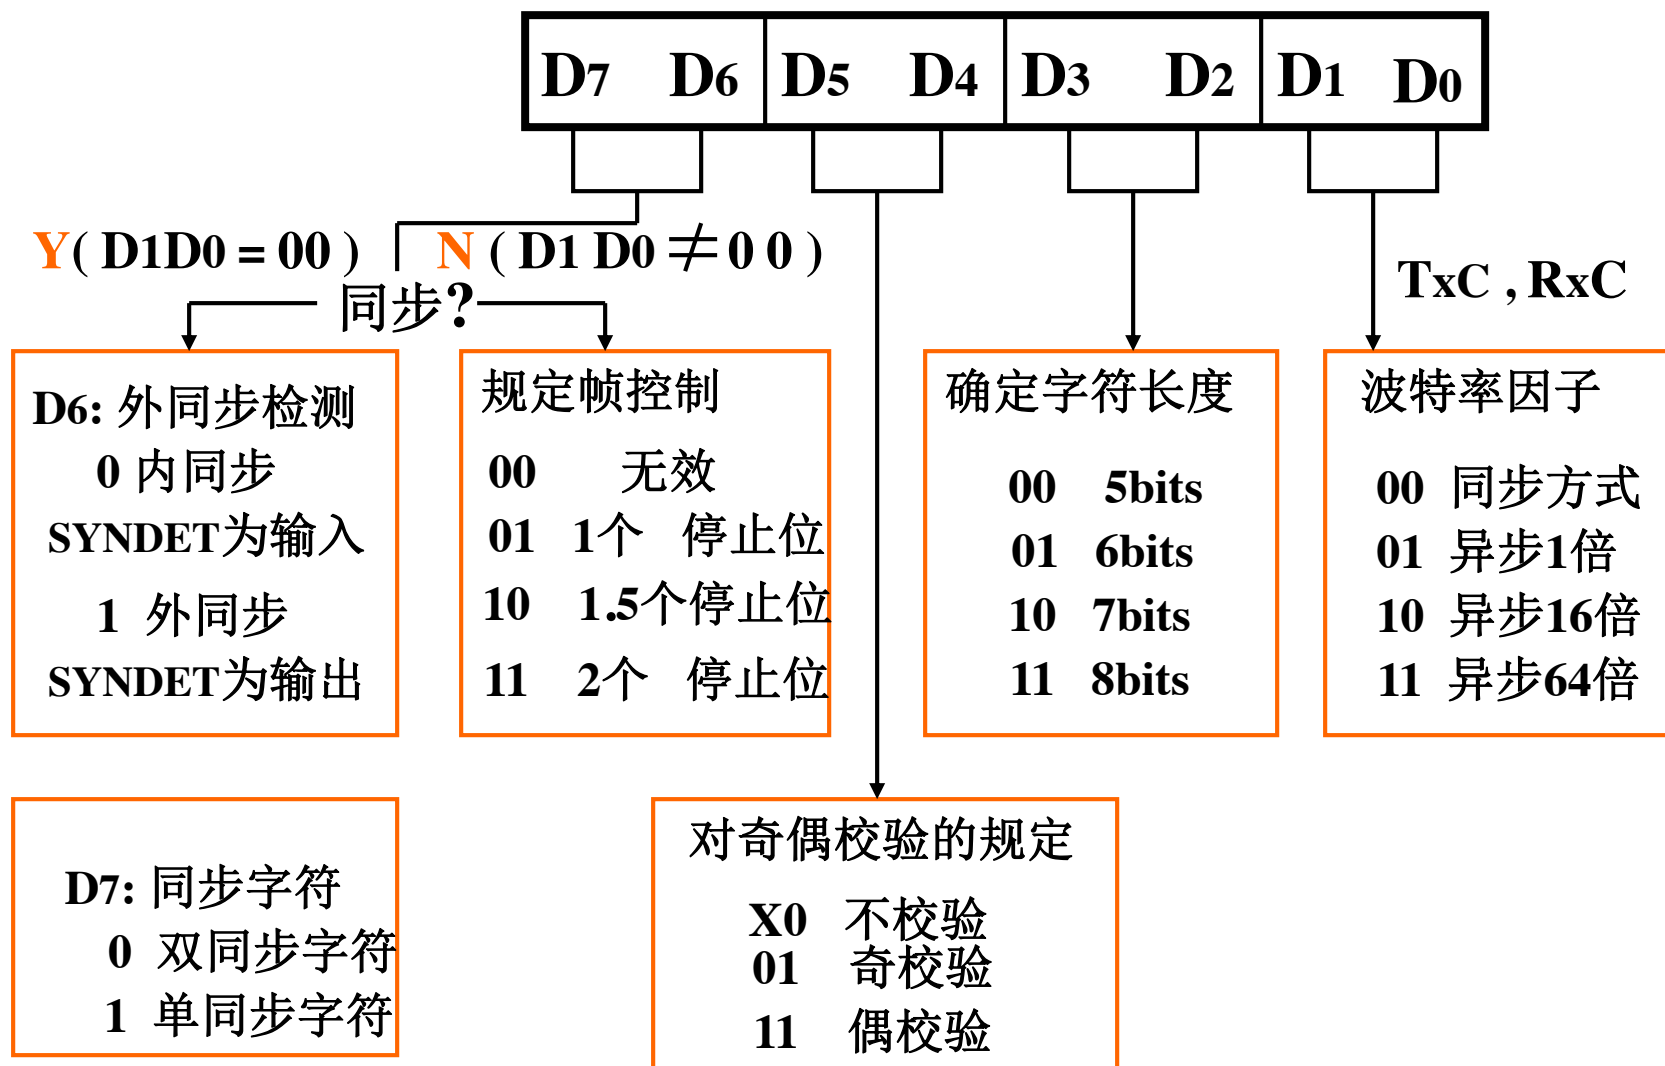 D7 D6 D5 D4 D3 D2 D1 D0
Y( D1D0 = 00 )
N ( D1 D0 ≠ 0 0 )
同步?
TxC , RxC
D6: 外同步检测
0 内同步
SYNDET为输入
1 外同步
SYNDET为输出
规定帧控制
00 无效
01 1个 停止位
10 1.5个停止位
11 2个 停止位
确定字符长度
00 5bits
01 6bits
10 7bits
11 8bits
波特率因子
00 同步方式
01 异步1倍
10 异步16倍
11 异步64倍
D7: 同步字符
0 双同步字符
1 单同步字符
对奇偶校验的规定
X0 不校验
01 奇校验
11 偶校验